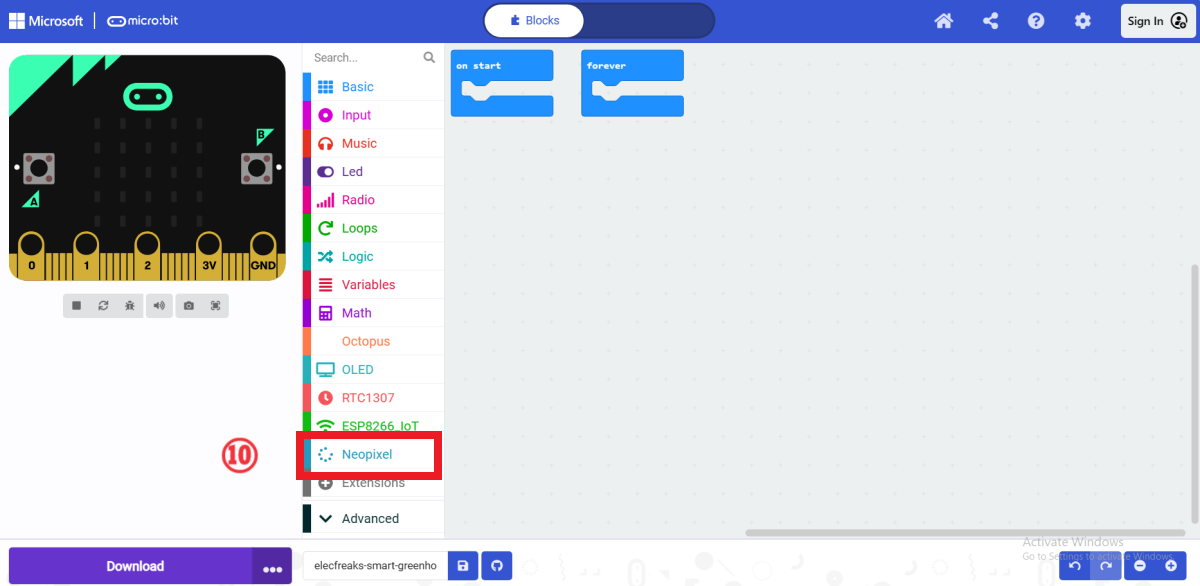 Microsoft micro:bit Blocks Sign In
Search...
Basic
Input
Music
Led
Radio
Loops
Logic
Variables
Math
Octopus
OLED
RTC1307
ESP8266_IoT
Neopixel
Extensions
Advanced
on start
forever
B
A
0 1 2 3V GND
10
Download
elecfreaks-smart-greenho
Activate Windows
Go to Settings to activate Windows.